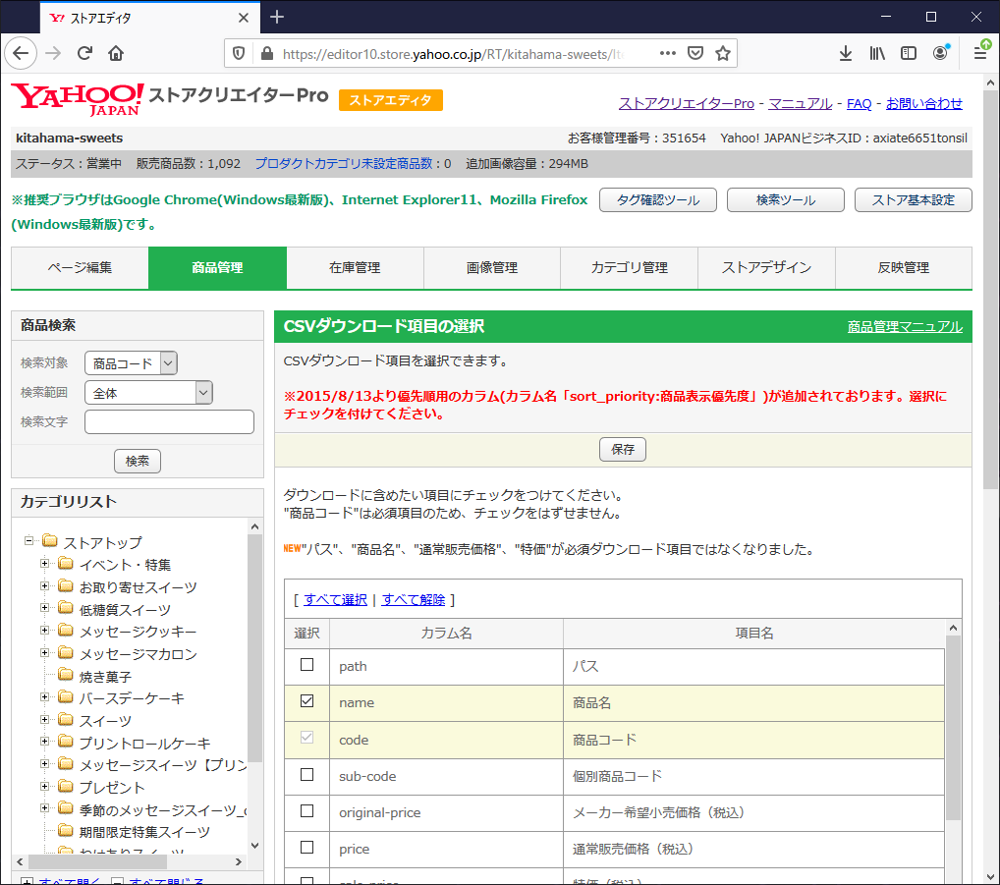 ストアエディタ
https://editor10.store.yahoo.co.jp/RT/kitahama-sweets/It
YAHOO! JAPAN ストアクリエイターPro ストアエディタ
ストアクリエイターPro - マニュアル - FAQ - お問い合わせ
kitahama-sweets お客様管理番号：351654 Yahoo! JAPANビジネスID：axiate6651tonsil
ステータス：営業中 販売商品数：1,092 プロダクトカテゴリ未設定商品数：0 追加画像容量：294MB
※推奨ブラウザはGoogle Chrome(Windows最新版)、Internet Explorer11、Mozilla Firefox
(Windows最新版)です。
タグ確認ツール 検索ツール ストア基本設定
ページ編集 商品管理 在庫管理 画像管理 カテゴリ管理 ストアデザイン 反映管理
商品検索
検索対象 商品コード
検索範囲 全体
検索文字
検索
カテゴリリスト
ストアトップ
イベント・特集
お取り寄せスイーツ
低糖質スイーツ
メッセージクッキー
メッセージマカロン
焼き菓子
バースデーケーキ
スイーツ
プリントロールケーキ
メッセージスイーツ【プリン
プレゼント
季節のメッセージスイーツ_
期間限定特集スイーツ
わけありスイーツ
すべて開く すべて閉じる
CSVダウンロード項目の選択 商品管理マニュアル
CSVダウンロード項目を選択できます。
※2015/8/13より優先順用のカラム(カラム名「sort_priority:商品表示優先度」)が追加されております。選択に
チェックを付けてください。
保存
ダウンロードに含めたい項目にチェックをつけてください。
"商品コード"は必須項目のため、チェックをはずせません。
NEW"パス"、"商品名"、"通常販売価格"、"特価"が必須ダウンロード項目ではなくなりました。
[ すべて選択 | すべて解除 ]
選択 カラム名 項目名
path パス
name 商品名
code 商品コード
sub-code 個別商品コード
original-price メーカー希望小売価格（税込）
price 通常販売価格（税込）
sale-price 特価（税込）